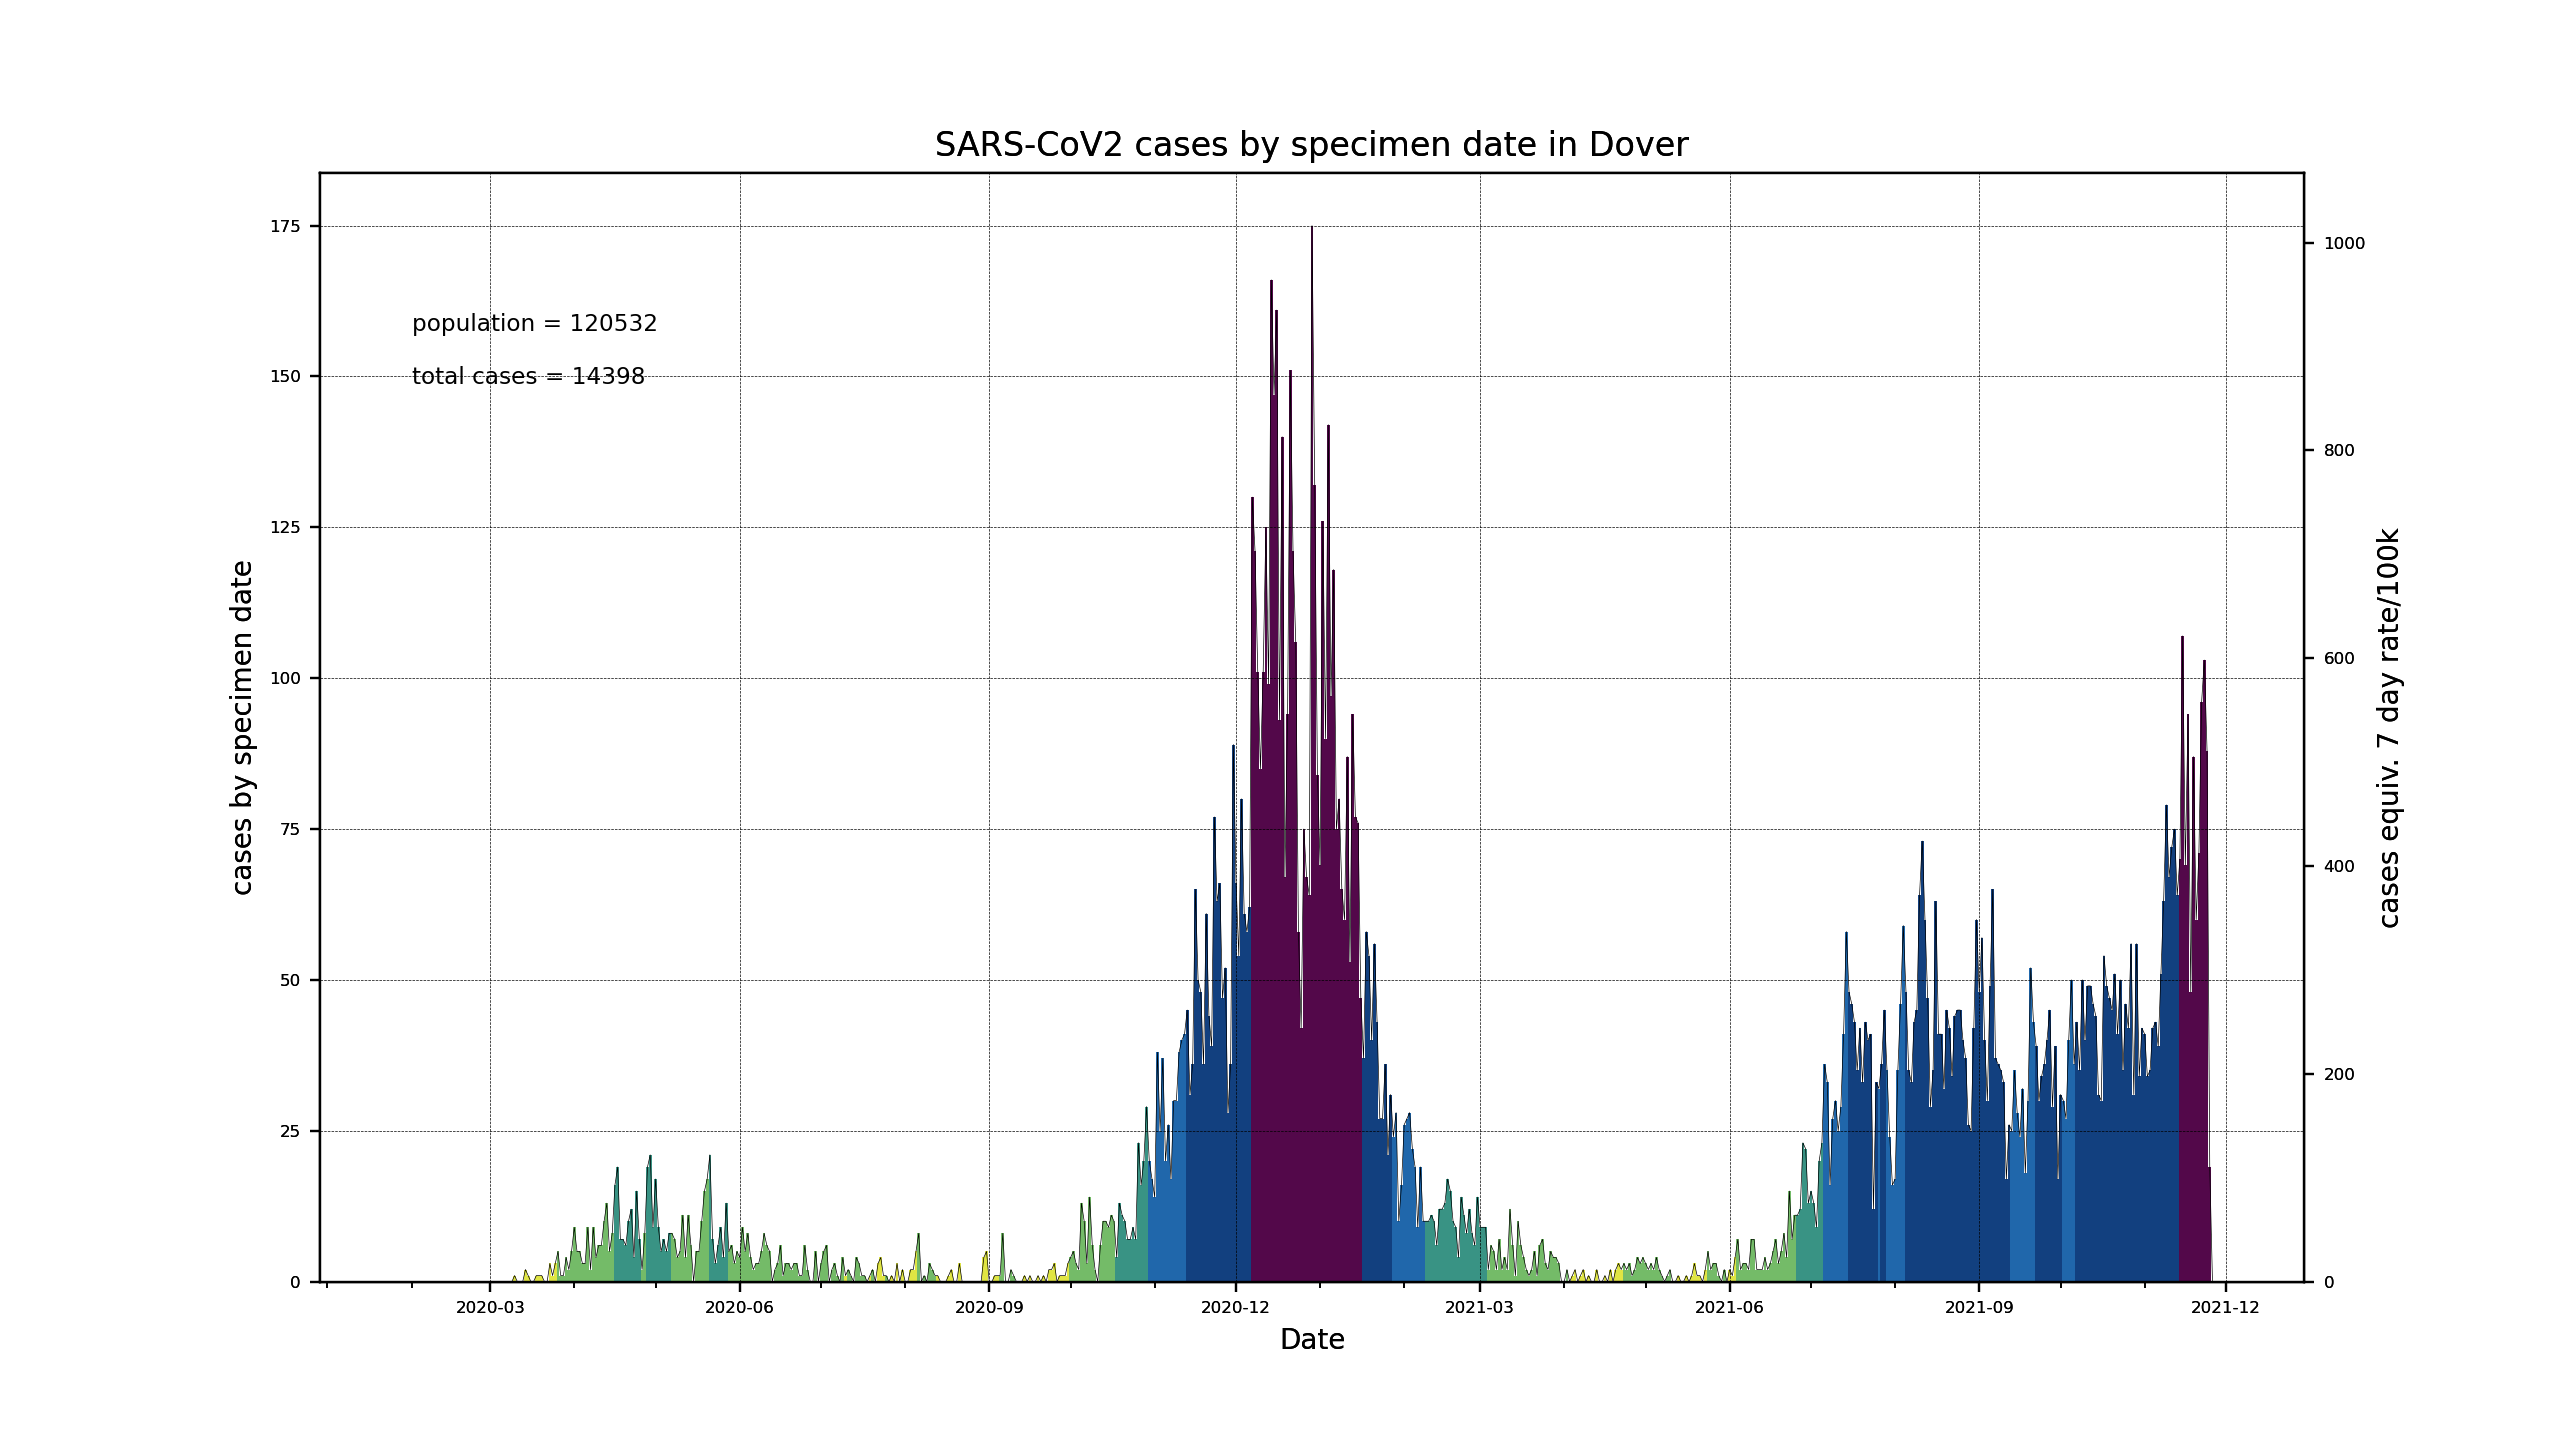 SARS-CoV2 cases by specimen date in Dover
population = 120532
total cases = 14398
cases by specimen date
175
150
125
100
75
50
25
0
1000
800
600
400
200
0
cases equiv. 7 day rate/100k
2020-03 2020-06 2020-09 2020-12 2021-03 2021-06 2021-09 2021-12
Date